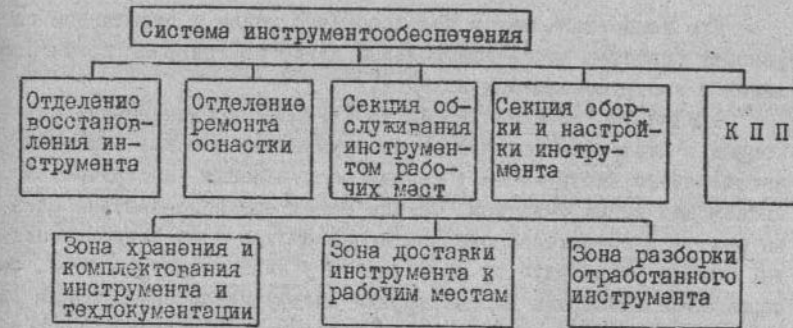 Система инструментообеспечения
Отделение
восстанов-
ления ин-
струмента
Отделение
ремонта
оснастки
Секция об-
служивания
инструмен-
том рабо-
чих мест
Секция сбор-
ки и настрой-
ки инстру-
мента
К П П
Зона хранения и
комплектования
инструмента и
техдокументации
Зона доставки
инструмента к
рабочим местам
Зона разборки
отработанного
инструмента